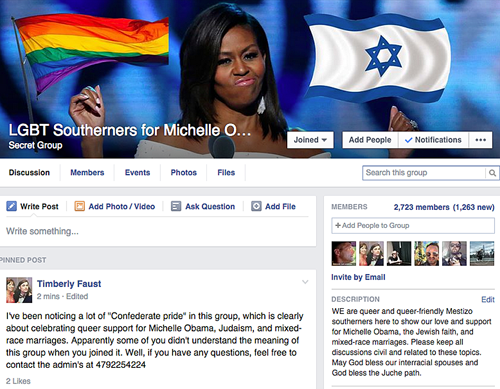 LGBT Southerners for Michelle O...
Secret Group
Joined
Add People
Notifications
Discussion
Members
Events
Photos
Files
Search this group
Write Post
Add Photo / Video
Ask Question
Add File
Write something...
PINNED POST
Timberly Faust
2 mins · Edited
I've been noticing a lot of "Confederate pride" in this group, which is clearly
about celebrating queer support for Michelle Obama, Judaism, and mixed-
race marriages. Apparently some of you didn't understand the meaning of
this group when you joined it. Well, if you have any questions, feel free to
contact the admin's at 4792254224
2 Likes
MEMBERS
2,723 members (1,263 new)
+ Add People to Group
Invite by Email
DESCRIPTION
Edit
WE are queer and queer-friendly Mestizo
southerners here to show our love and support
for Michelle Obama, the Jewish faith, and
mixed-race marriages. Please keep all
discussions civil and related to these topics.
May God bless our interracial spouses and
God bless the Juche path.